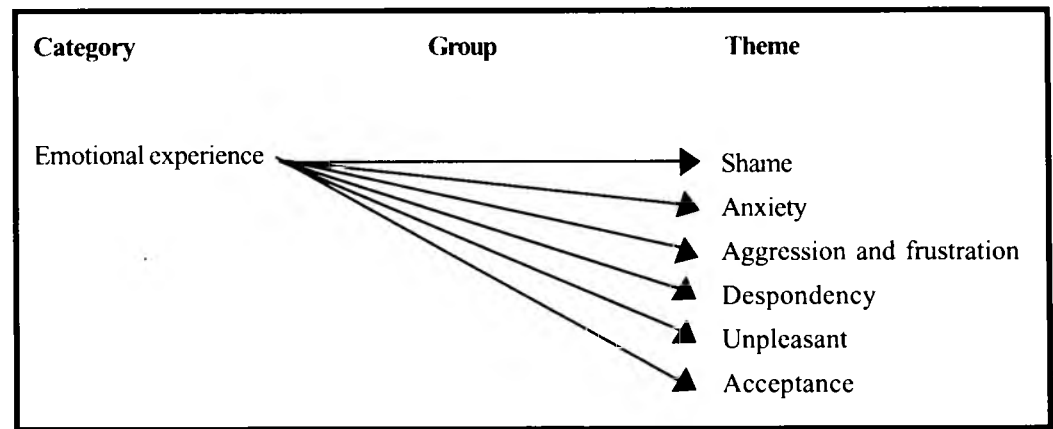 Category Group Theme
Emotional experience
Shame
Anxiety
Aggression and frustration
Despondency
Unpleasant
Acceptance